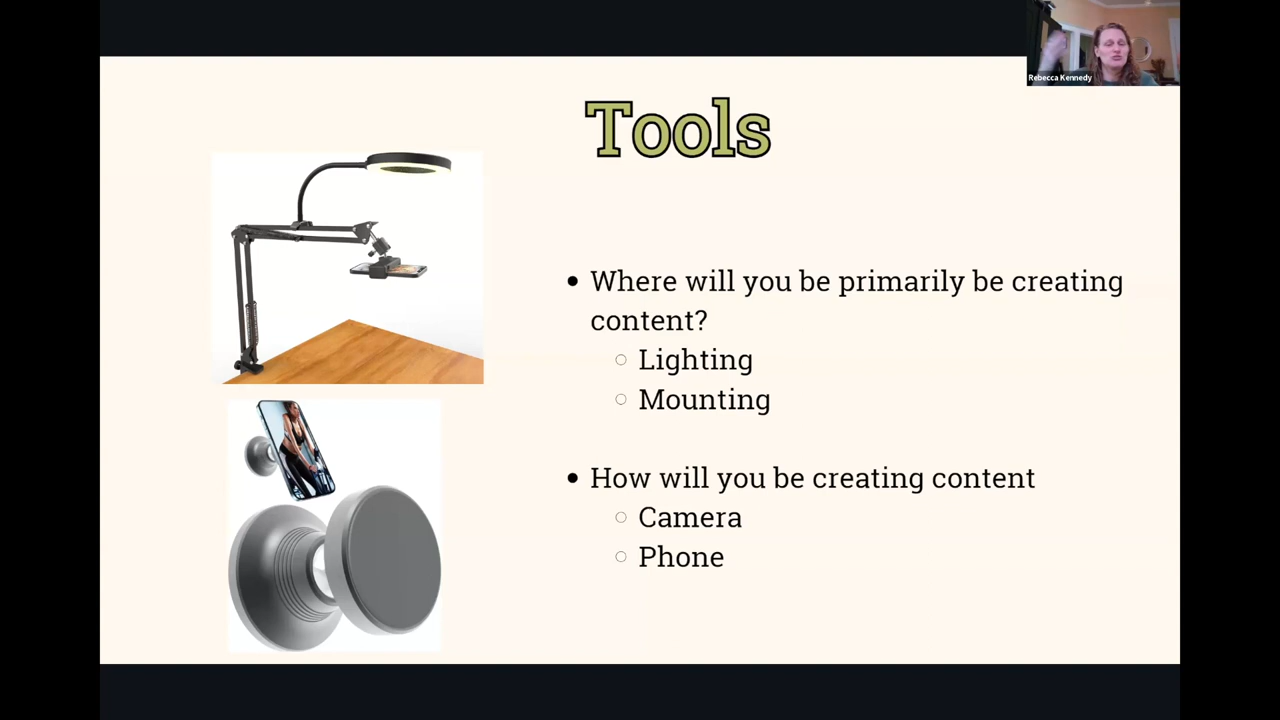 Rebecca Kennedy
Tools
• Where will you be primarily be creating
content?
○ Lighting
○ Mounting
• How will you be creating content
○ Camera
○ Phone